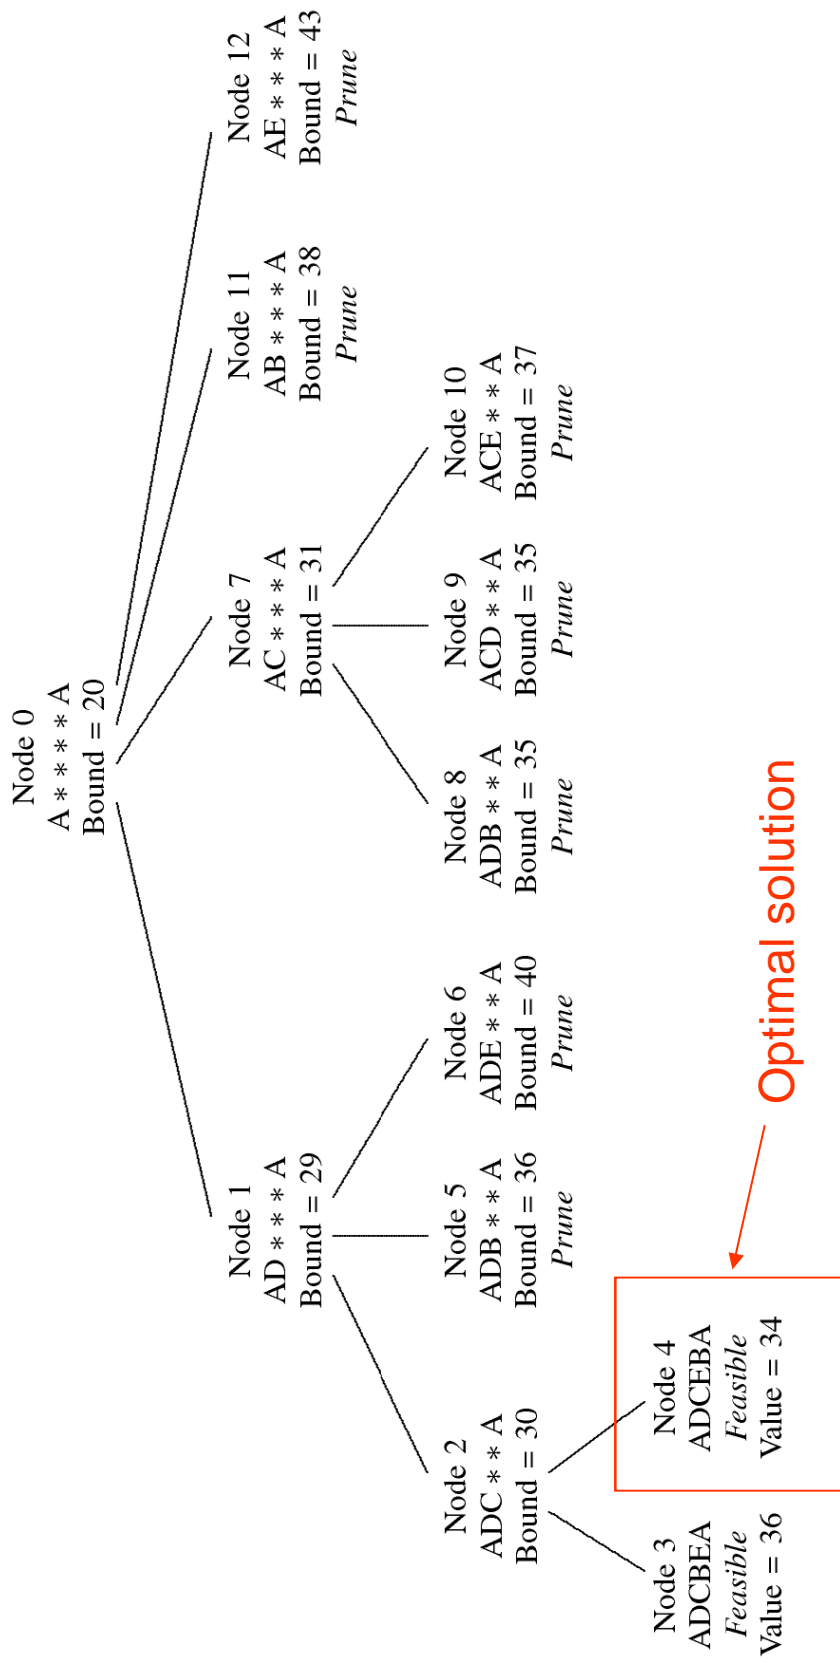 Node 0
A * * * * A
Bound = 20
Node 1
AD * * * A
Bound = 29
Node 7
AC * * * A
Bound = 31
Node 11
AB * * * A
Bound = 38
Prune
Node 12
AE * * * A
Bound = 43
Prune
Node 2
ADC * * A
Bound = 30
Node 5
ADB * * A
Bound = 36
Prune
Node 6
ADE * * A
Bound = 40
Prune
Node 8
ADB * * A
Bound = 35
Prune
Node 9
ACD * * A
Bound = 35
Prune
Node 10
ACE * * A
Bound = 37
Prune
Node 3
ADCBEA
Feasible
Value = 36
Node 4
ADCEBA
Feasible
Value = 34
Optimal solution